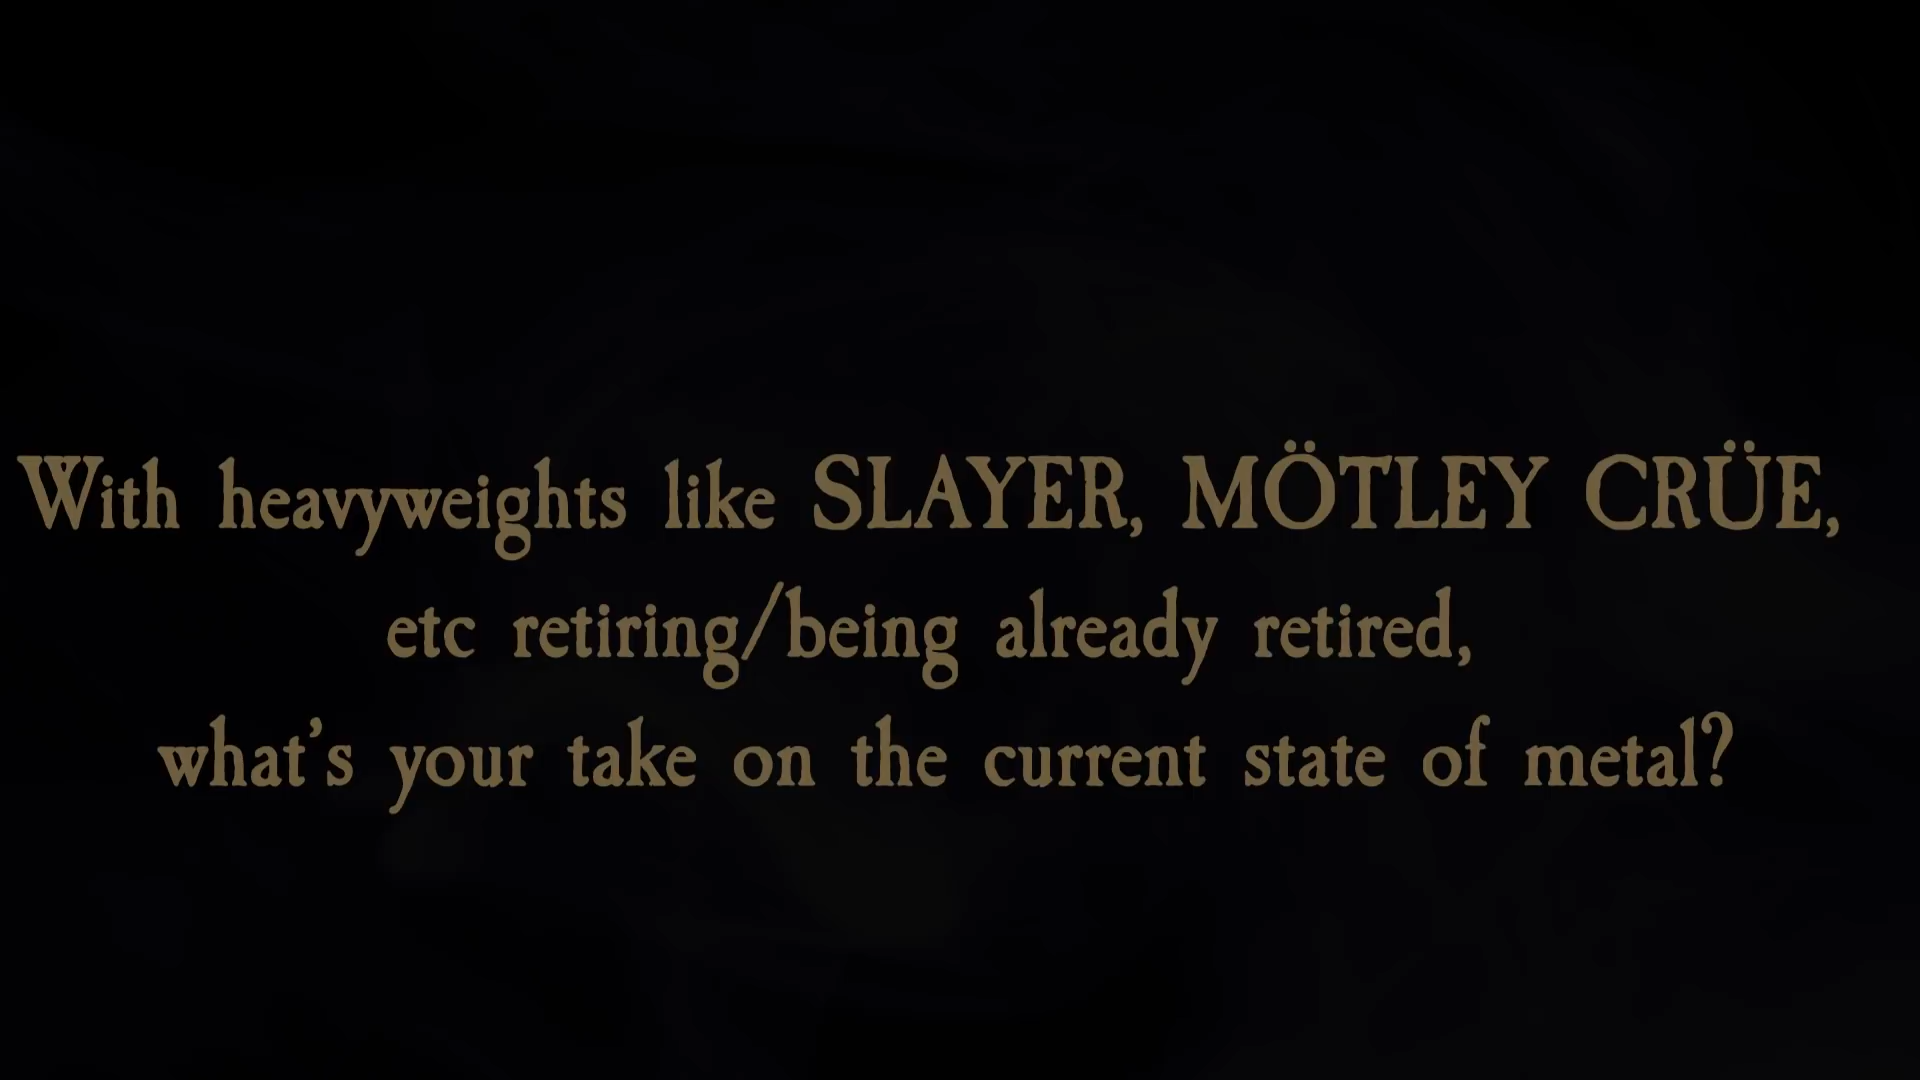 With heavyweights like SLAYER, MÖTLEY CRÜE,
etc retiring/being already retired,
what's your take on the current state of metal?